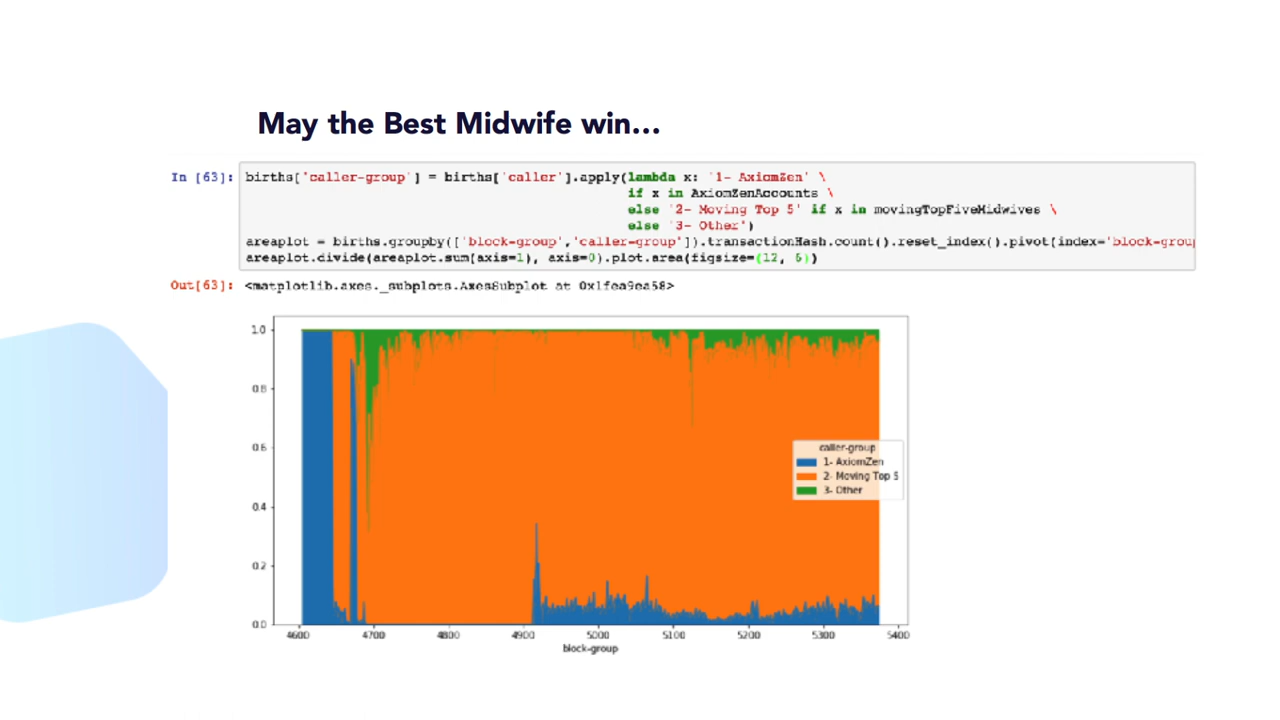 May the Best Midwife win...
In [63]: births['caller-group'] = births['caller'].apply(lambda x: '1- AxiomZen' \
if x in AxiomZenAccounts \
else '2- Moving Top 5' if x in movingTopFiveMidwives \
else '3- Other')
areaplot = births.groupby(['block-group','caller-group']).transactionHash.count().reset_index().pivot(index='block-group
areaplot.divide(areaplot.sum(axis=1), axis=0).plot.area(figsize=(12, 6))
Out[63]: <matplotlib.axes._subplots.AxesSubplot at 0x1fea9ea58>
1.0
0.8
0.6
0.4
0.2
0.0
caller-group
1- AxiomZen
2- Moving Top 5
3- Other
4600 4700 4800 4900 5000 5100 5200 5300 5400
block-group